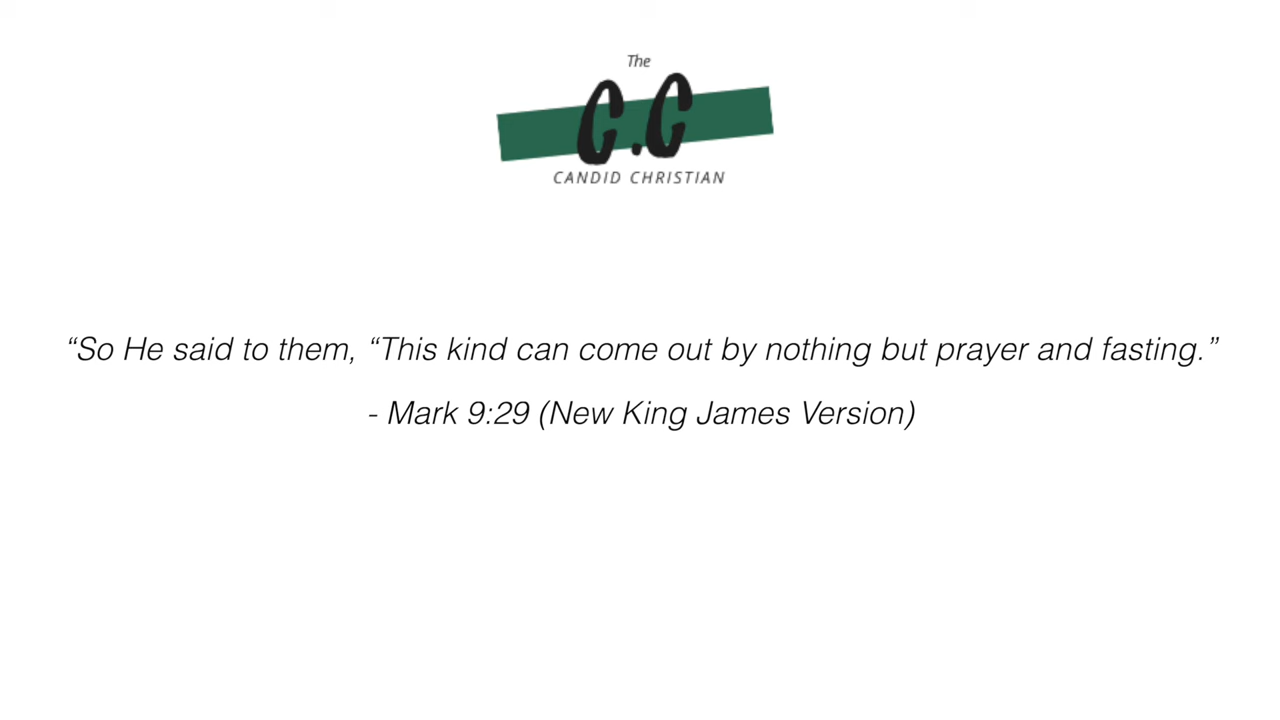 The
C.C
CANDID CHRISTIAN
“So He said to them, “This kind can come out by nothing but prayer and fasting.”
- Mark 9:29 (New King James Version)